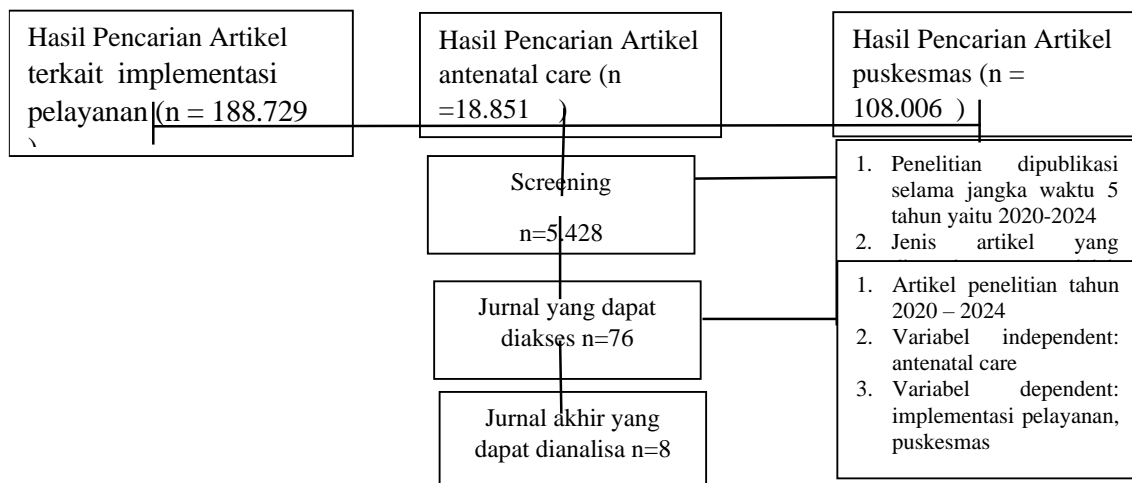 Hasil Pencarian Artikel
terkait implementasi
pelayanan (n = 188.729
Hasil Pencarian Artikel
antenatal care (n
=18.851 )
Hasil Pencarian Artikel
puskesmas (n =
108.006 )
Screening
n=5.428
1. Penelitian dipublikasi
selama jangka waktu 5
tahun yaitu 2020-2024
2. Jenis artikel yang
Jurnal yang dapat
diakses n=76
1. Artikel penelitian tahun
2020 – 2024
2. Variabel independent:
antenatal care
3. Variabel dependent:
implementasi pelayanan,
puskesmas
Jurnal akhir yang
dapat dianalisa n=8